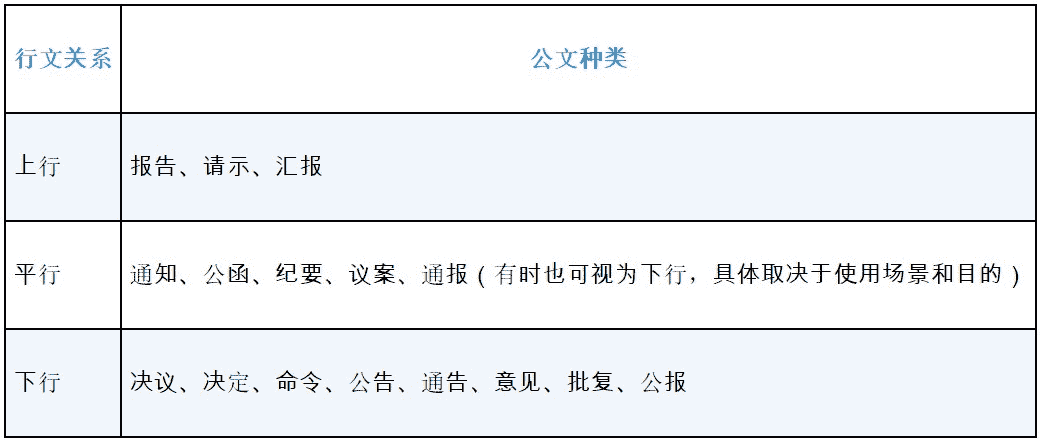 行文关系 公文种类
上行 报告、请示、汇报
平行 通知、公函、纪要、议案、通报（有时也可视为下行，具体取决于使用场景和目的）
下行 决议、决定、命令、公告、通告、意见、批复、公报